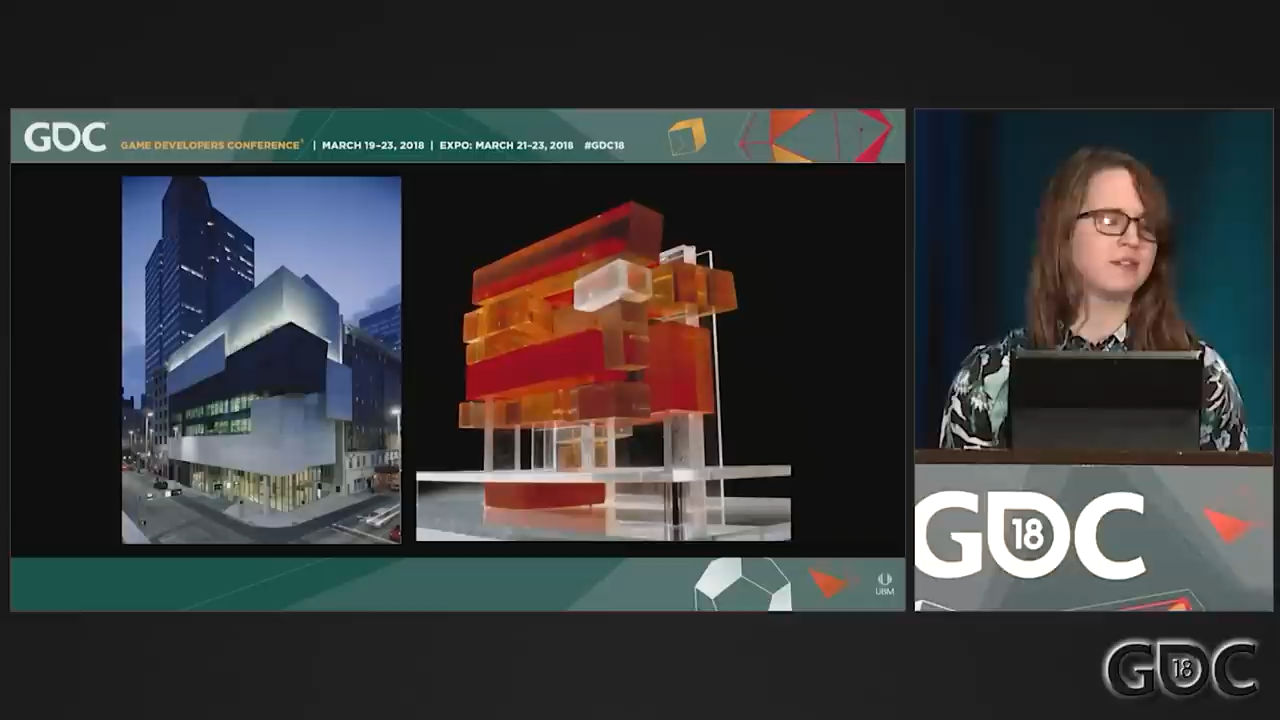 GDC GAME DEVELOPERS CONFERENCE | MARCH 19-23, 2018 | EXPO: MARCH 21-23, 2018 #GDC18
UBM
GDC
18
GDC
18